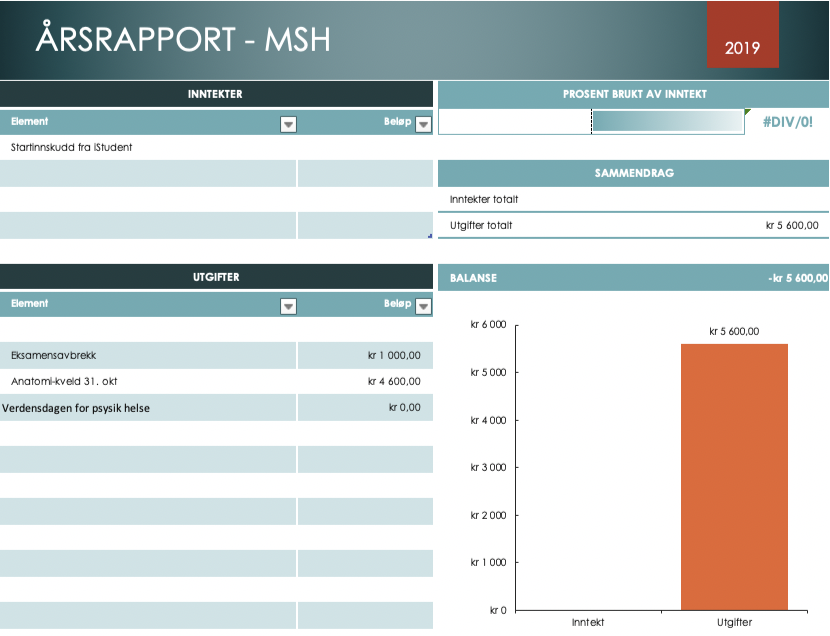 ÅRSRAPPORT - MSH
2019
INNTEKTER
Element Beløp
Startinnskudd fra iStudent
UTGIFTER
Element Beløp
Eksamensavbrekk kr 1 000,00
Anatomi-kveld 31. okt kr 4 600,00
Verdensdagen for psysik helse kr 0,00
PROSENT BRUKT AV INNTEKT
#DIV/0!
SAMMENDRAG
Inntekter totalt
Utgifter totalt kr 5 600,00
BALANSE -kr 5 600,00
kr 6 000
kr 5 600,00
kr 5 000
kr 4 000
kr 3 000
kr 2 000
kr 1 000
kr 0
Inntekt Utgifter